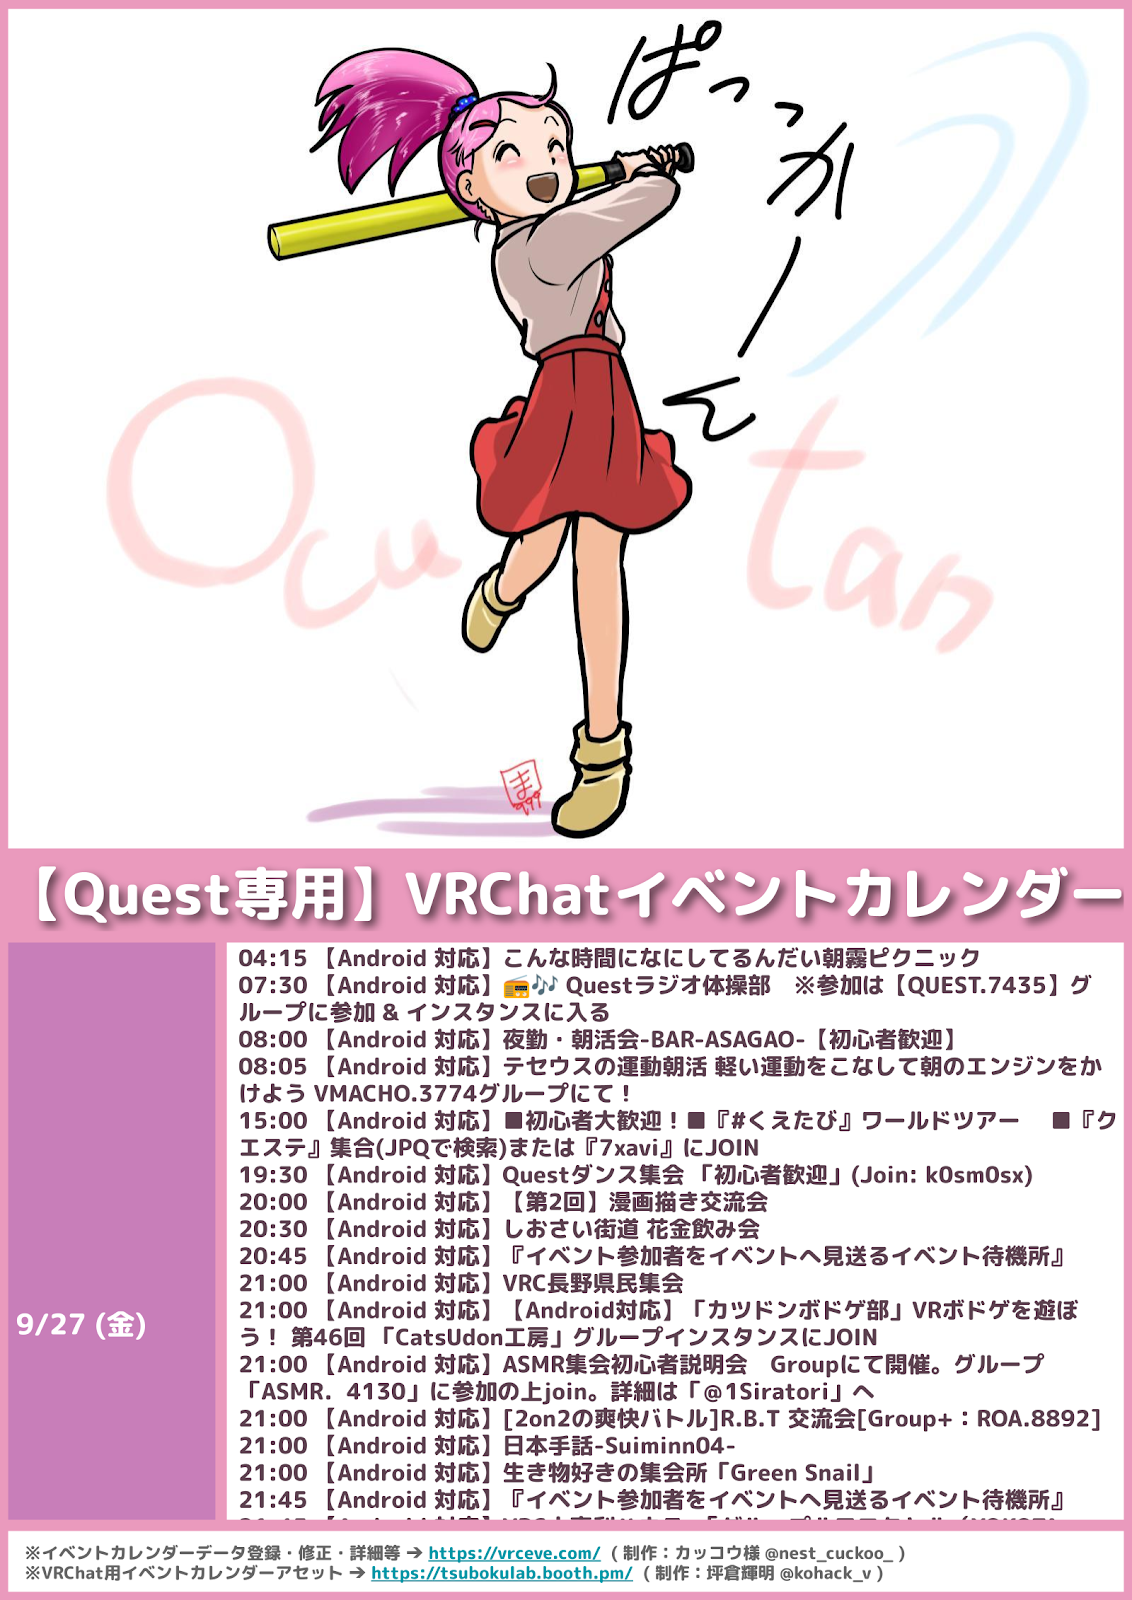 ぱっっかーん
Ocu tan
ま
999
【Quest専用】VRChatイベントカレンダー
9/27 (金)
04:15 【Android 対応】こんな時間になにしてるんだい朝霧ピクニック
07:30 【Android 対応】📻🎶 Questラジオ体操部　※参加は【QUEST.7435】グ
ループに参加 & インスタンスに入る
08:00 【Android 対応】夜勤・朝活会-BAR-ASAGAO-【初心者歓迎】
08:05 【Android 対応】テセウスの運動朝活 軽い運動をこなして朝のエンジンをか
けよう VMACHO.3774グループにて！
15:00 【Android 対応】■初心者大歓迎！■『#くえたび』ワールドツアー　 ■『ク
エステ』集合(JPQで検索)または『7xavi』にJOIN
19:30 【Android 対応】Questダンス集会 「初心者歓迎」(Join: k0sm0sx)
20:00 【Android 対応】【第2回】漫画描き交流会
20:30 【Android 対応】しおさい街道 花金飲み会
20:45 【Android 対応】『イベント参加者をイベントへ見送るイベント待機所』
21:00 【Android 対応】VRC長野県民集会
21:00 【Android 対応】【Android対応】「カツドンボドゲ部」VRボドゲを遊ぼ
う！ 第46回 「CatsUdon工房」グループインスタンスにJOIN
21:00 【Android 対応】ASMR集会初心者説明会　Groupにて開催。グループ
「ASMR．4130」に参加の上join。詳細は「@1Siratori」へ
21:00 【Android 対応】[2on2の爽快バトル]R.B.T 交流会[Group+：ROA.8892]
21:00 【Android 対応】日本手話-Suiminn04-
21:00 【Android 対応】生き物好きの集会所「Green Snail」
21:45 【Android 対応】『イベント参加者をイベントへ見送るイベント待機所』
※イベントカレンダーデータ登録・修正・詳細等 ➔ https://vrceve.com/ （ 制作：カッコウ様 @nest_cuckoo_ ）
※VRChat用イベントカレンダーアセット ➔ https://tsubokulab.booth.pm/ （ 制作：坪倉輝明 @kohack_v ）